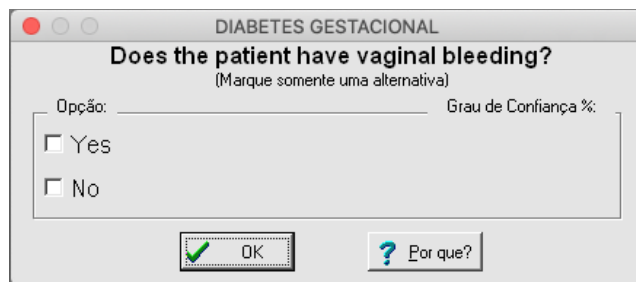 DIABETES GESTACIONAL
Does the patient have vaginal bleeding?
(Marque somente uma alternativa)
Opção: Grau de Confiança %:
Yes
No
OK Por que?